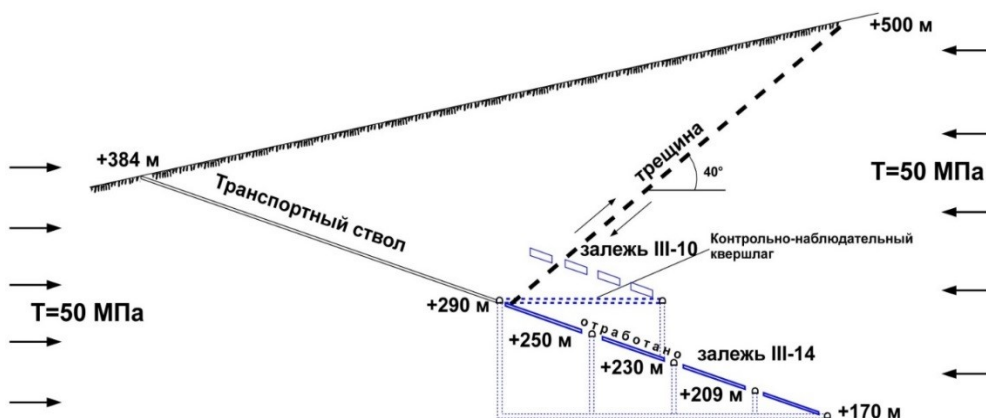 +500 м
+384 м
трещина
40°
Т=50 МПа
Транспортный ствол
залежь III-10
Контрольно-наблюдательный
квершлаг
+290 м
Т=50 МПа
отработано
+250 м
залежь III-14
+230 м
+209 м
+170 м